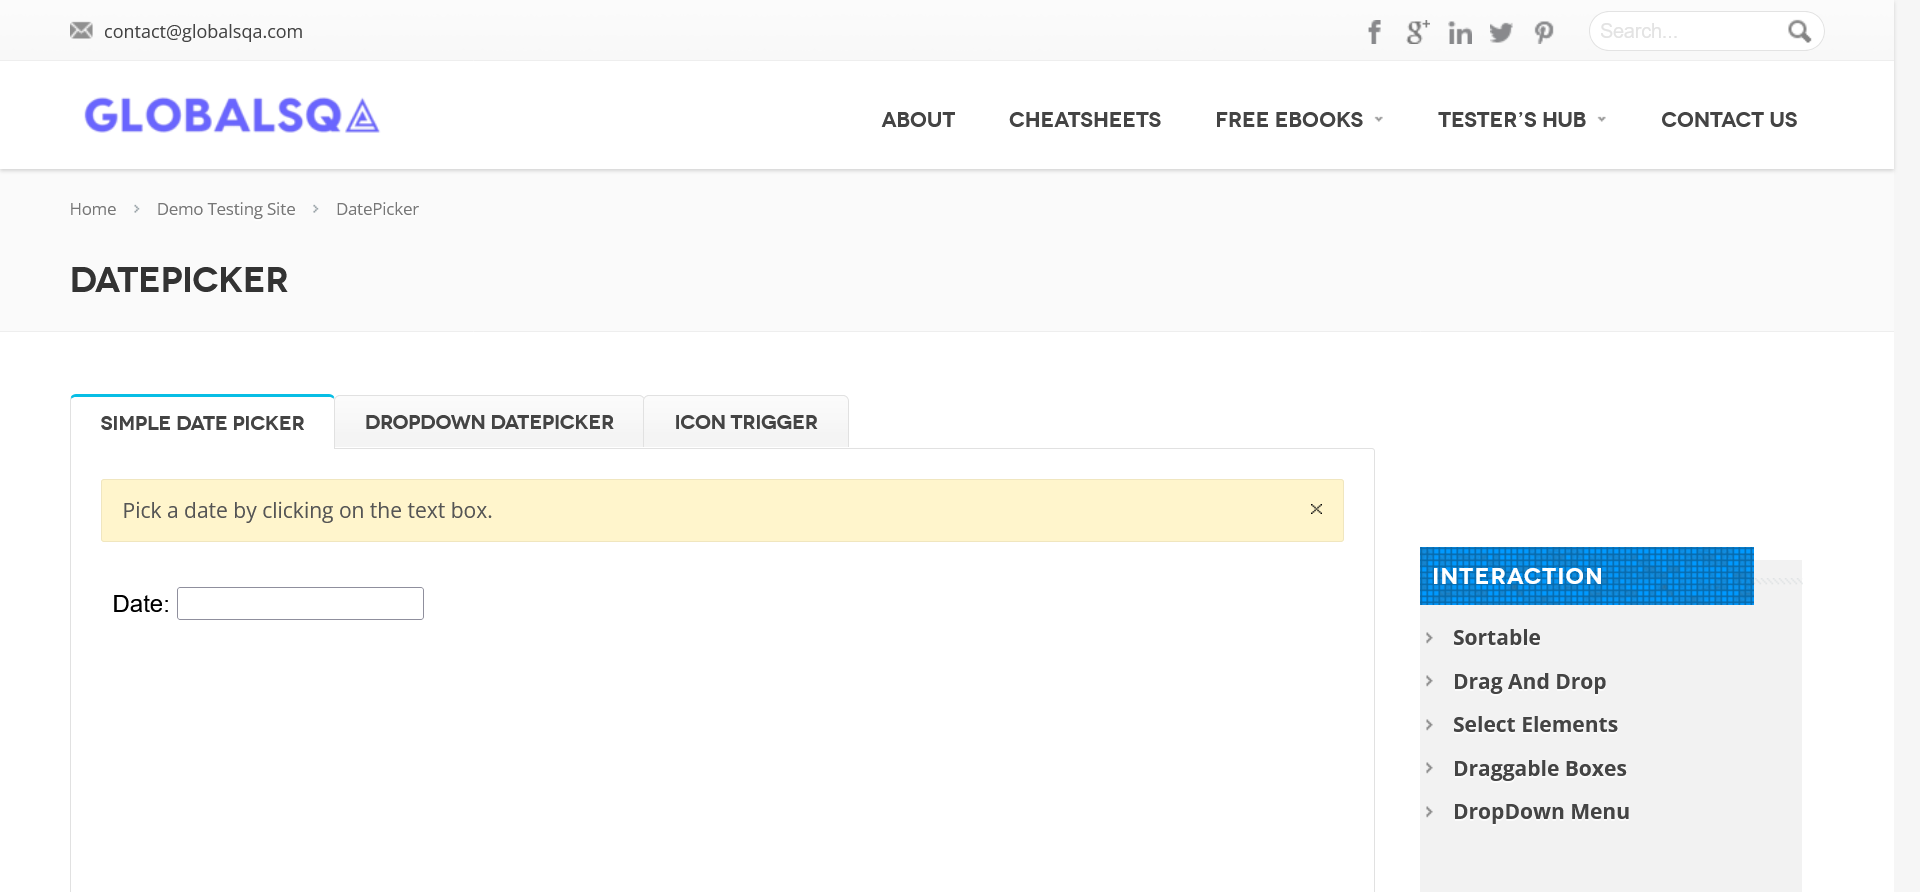 contact@globalsqa.com
Search...
GLOBALSQA
ABOUT CHEATSHEETS FREE EBOOKS TESTER’S HUB CONTACT US
Home Demo Testing Site DatePicker
DATEPICKER
SIMPLE DATE PICKER DROPDOWN DATEPICKER ICON TRIGGER
Pick a date by clicking on the text box.
Date:
INTERACTION
Sortable
Drag And Drop
Select Elements
Draggable Boxes
DropDown Menu